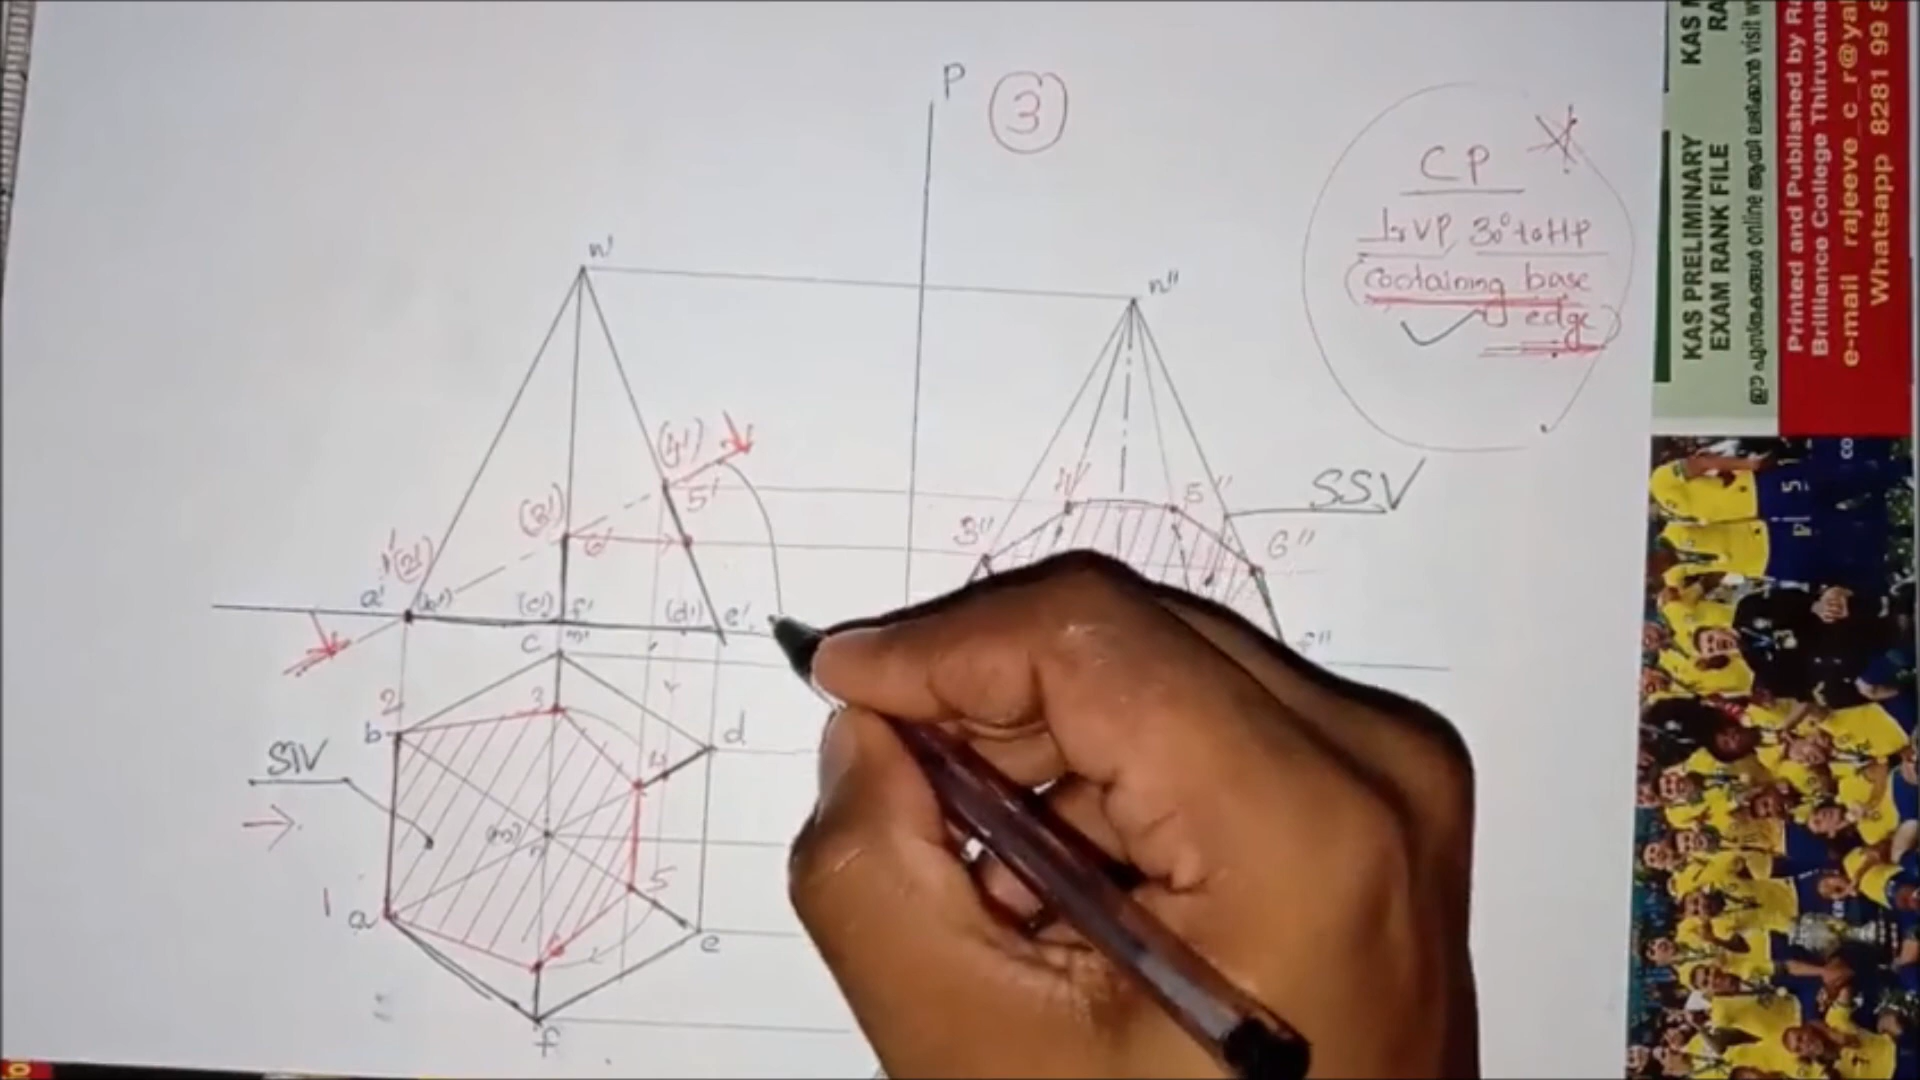 P
3
CP
⊥r VP, 30° to HP
(containing base
edge)
n'
n"
(4')
5'
(3')
6'
1'(2')
a'
(b')
(c')
f'
(d')
e'
SSV
4"
5"
3"
6"
f"
c
2
3
b
d
4
SIV
n
5
1
a
6
e
f
KAS PRELIMINARY
EXAM RANK FILE
Printed and Published by
Brilliance College Thiruvana
e-mail rajeeve_c_r@ya
Whatsapp 8281 99 8